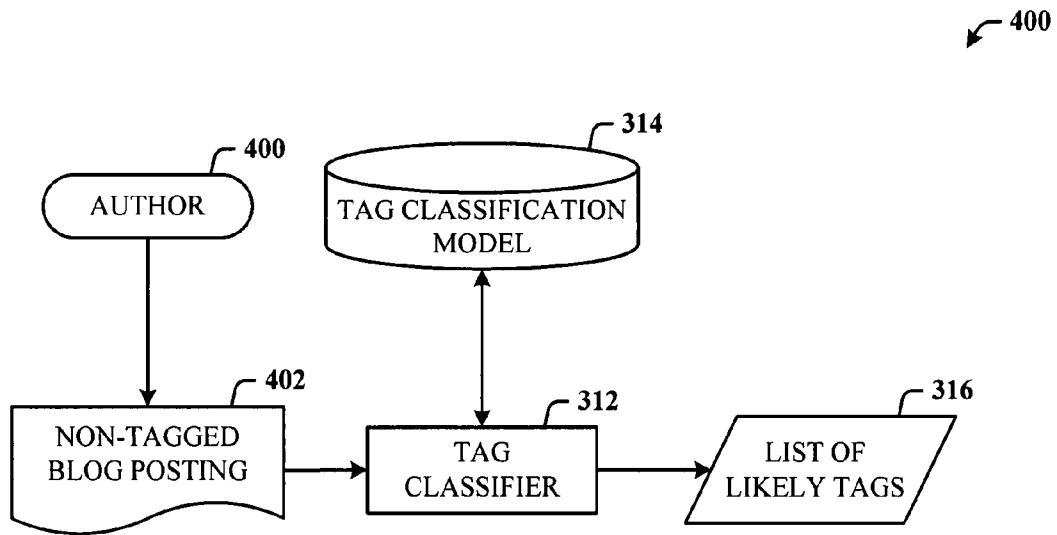 400
400
AUTHOR
314
TAG CLASSIFICATION
MODEL
402
NON-TAGGED
BLOG POSTING
312
TAG
CLASSIFIER
316
LIST OF
LIKELY TAGS